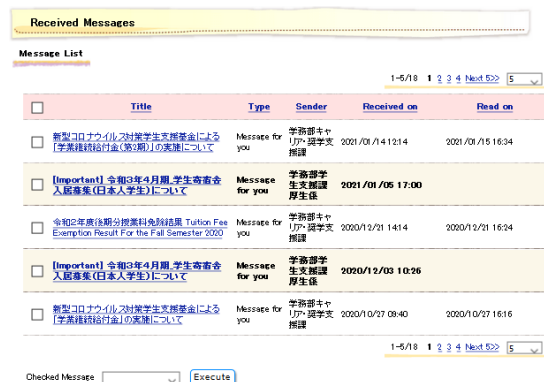 Received Messages
Message List
1-5/18 1 2 3 4 Next 5>> 5
Title Type Sender Received on Read on
新型コロナウイルス対策学生支援基金による
「学業継続給付金(第2期)」の実施について
Message for
you
学務部キャ
リア・奨学支
援課
2021/01/14 12:14
2021/01/15 16:34
[Important] 令和3年4月期_学生寄宿舎
入居募集(日本人学生)について
Message
for you
学務部学
生支援課
厚生係
2021/01/05 17:00
令和2年度後期分授業料免除結果 Tuition Fee
Exemption Result For the Fall Semester 2020
Message for
you
学務部キャ
リア・奨学支
援課
2020/12/21 14:14
2020/12/21 16:24
[Important] 令和3年4月期_学生寄宿舎
入居募集(日本人学生)について
Message
for you
学務部学
生支援課
厚生係
2020/12/03 10:26
新型コロナウイルス対策学生支援基金による
「学業継続給付金」の実施について
Message for
you
学務部キャ
リア・奨学支
援課
2020/10/27 09:40
2020/10/27 16:16
1-5/18 1 2 3 4 Next 5>> 5
Checked Message
Execute